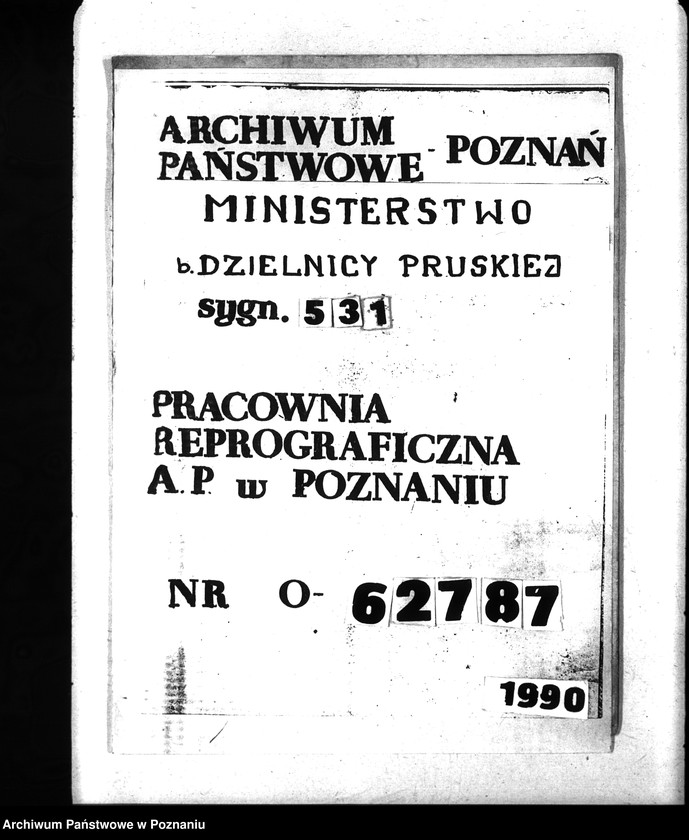 ARCHIWUM
PAŃSTWOWE - POZNAŃ
MINISTERSTWO
b. DZIELNICY PRUSKIEJ
sygn. 531
PRACOWNIA
REPROGRAFICZNA
A. P. w POZNANIU
NR O- 62787
1990
Archiwum Państwowe w Poznaniu